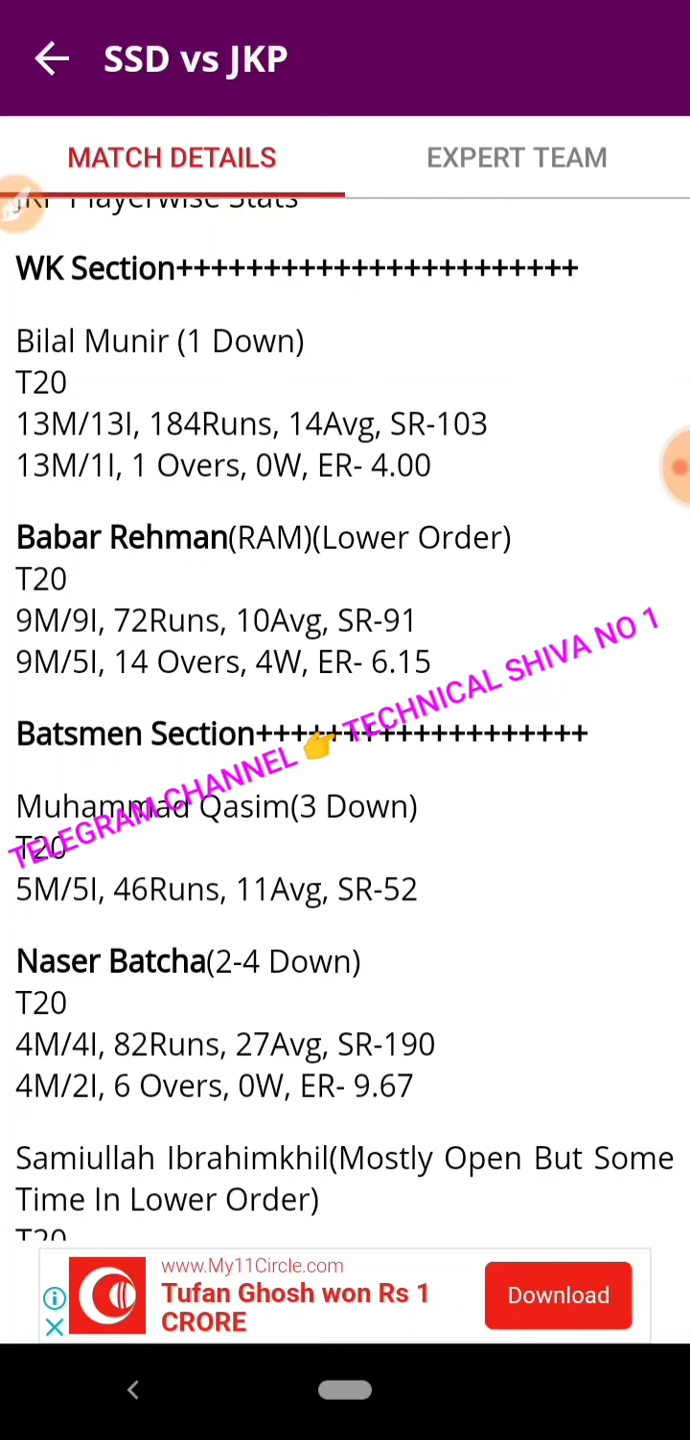 SSD vs JKP
MATCH DETAILS
EXPERT TEAM
JKP Playerwise Stats
WK Section+++++++++++++++++++++++
Bilal Munir (1 Down)
T20
13M/13I, 184Runs, 14Avg, SR-103
13M/1I, 1 Overs, 0W, ER- 4.00
Babar Rehman(RAM)(Lower Order)
T20
9M/9I, 72Runs, 10Avg, SR-91
9M/5I, 14 Overs, 4W, ER- 6.15
Batsmen Section+++++++++++++++++++
TELEGRAM CHANNEL 👉 TECHNICAL SHIVA NO 1
Muhammad Qasim(3 Down)
T20
5M/5I, 46Runs, 11Avg, SR-52
Naser Batcha(2-4 Down)
T20
4M/4I, 82Runs, 27Avg, SR-190
4M/2I, 6 Overs, 0W, ER- 9.67
Samiullah Ibrahimkhil(Mostly Open But Some
Time In Lower Order)
T20
www.My11Circle.com
Tufan Ghosh won Rs 1
CRORE
Download